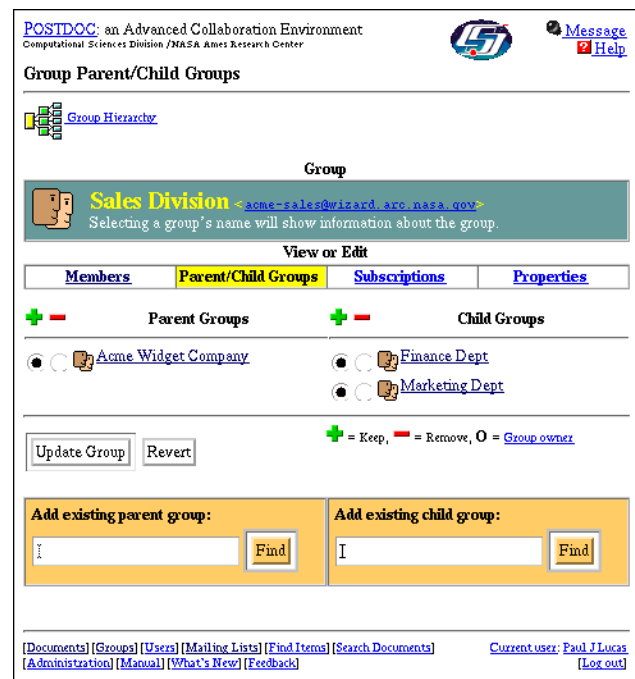 POSTDOC: an Advanced Collaboration Environment
Computational Sciences Division / NASA Ames Research Center
Message
Help
Group Parent/Child Groups
Group Hierarchy
Group
Sales Division <acme-sales@wizard.arc.nasa.gov>
Selecting a group's name will show information about the group.
View or Edit
Members Parent/Child Groups Subscriptions Properties
Parent Groups Child Groups
Acme Widget Company Finance Dept
Marketing Dept
Update Group Revert = Keep, = Remove, O = Group owner
Add existing parent group: Add existing child group:
Find Find
[Documents] [Groups] [Users] [Mailing Lists] [Find Items] [Search Documents] Current user: Paul J Lucas
[Administration] [Manual] [What's New] [Feedback] [Log out]